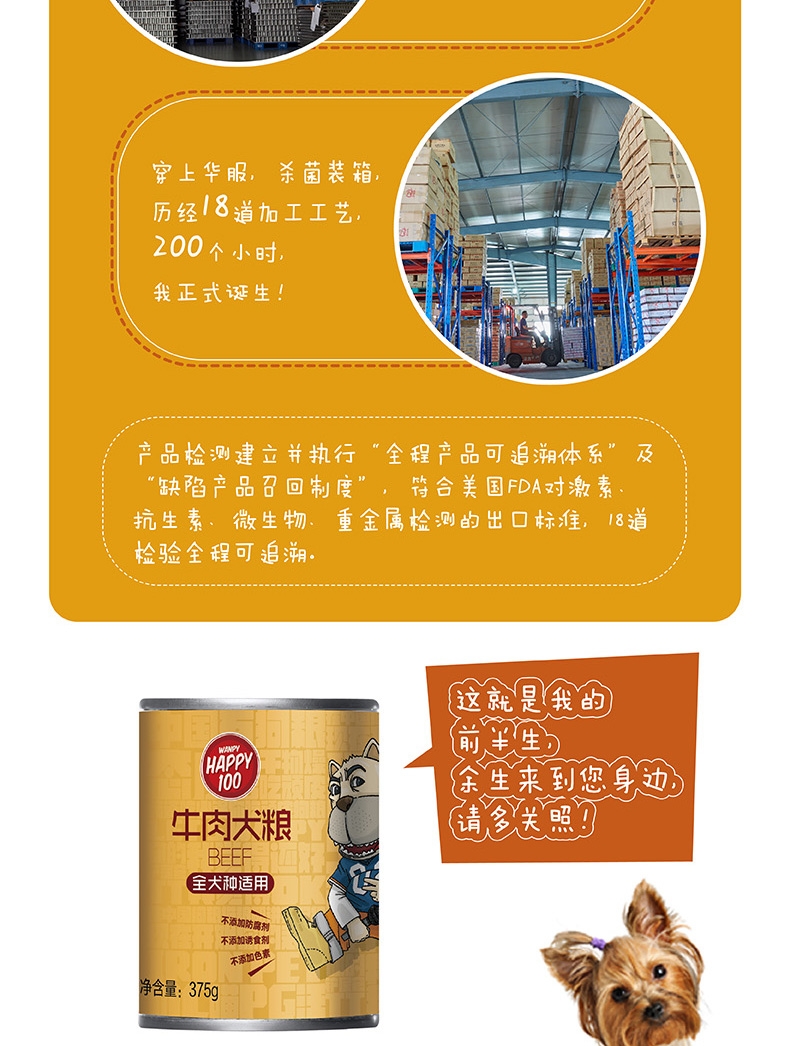 穿上华服, 杀菌装箱,
历经18道加工工艺,
200个小时,
我正式诞生!
产品检测建立并执行“全程产品可追溯体系”及
“缺陷产品召回制度”, 符合美国FDA对激素、
抗生素、微生物、重金属检测的出口标准, 18道
检验全程可追溯。
这就是我的
前半生,
余生来到您身边,
请多关照!
WANPY
HAPPY
100
牛肉犬粮
BEEF
全犬种适用
不添加防腐剂
不添加诱食剂
不添加色素
净含量: 375g